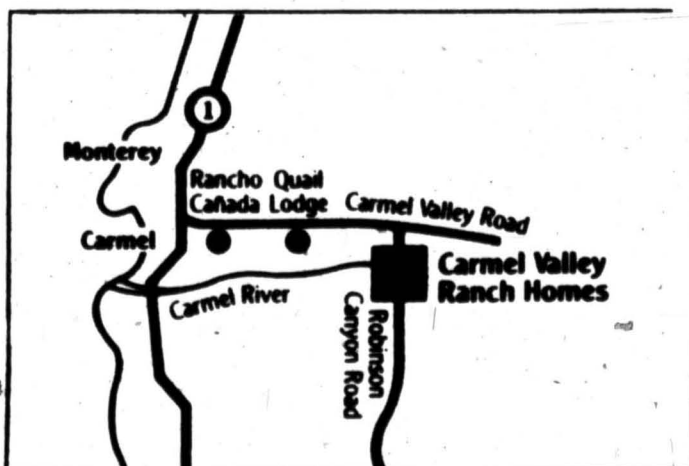 1
Monterey
Rancho Quail
Cañada Lodge
Carmel Valley Road
Carmel
Carmel Valley
Ranch Homes
Carmel River
Robinson
Canyon Road